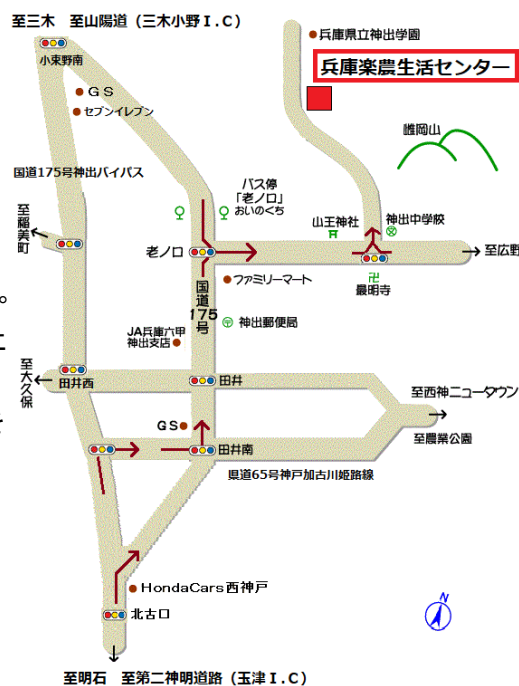 至三木 至山陽道（三木小野I.C）
兵庫県立神出学園
小束野南
兵庫楽農生活センター
GS
セブンイレブン
雌岡山
国道175号神出バイパス
バス停
「老ノ口」
おいのくち
至稲美町
山王神社
神出中学校
老ノ口
至広野
ファミリーマート
最明寺
国道175号
神出郵便局
JA兵庫六甲
神出支店
至大久保
田井西
田井
至西神ニュータウン
GS
至農業公園
田井南
県道65号神戸加古川姫路線
HondaCars西神戸
北古口
N
至明石 至第二神明道路（玉津I.C）